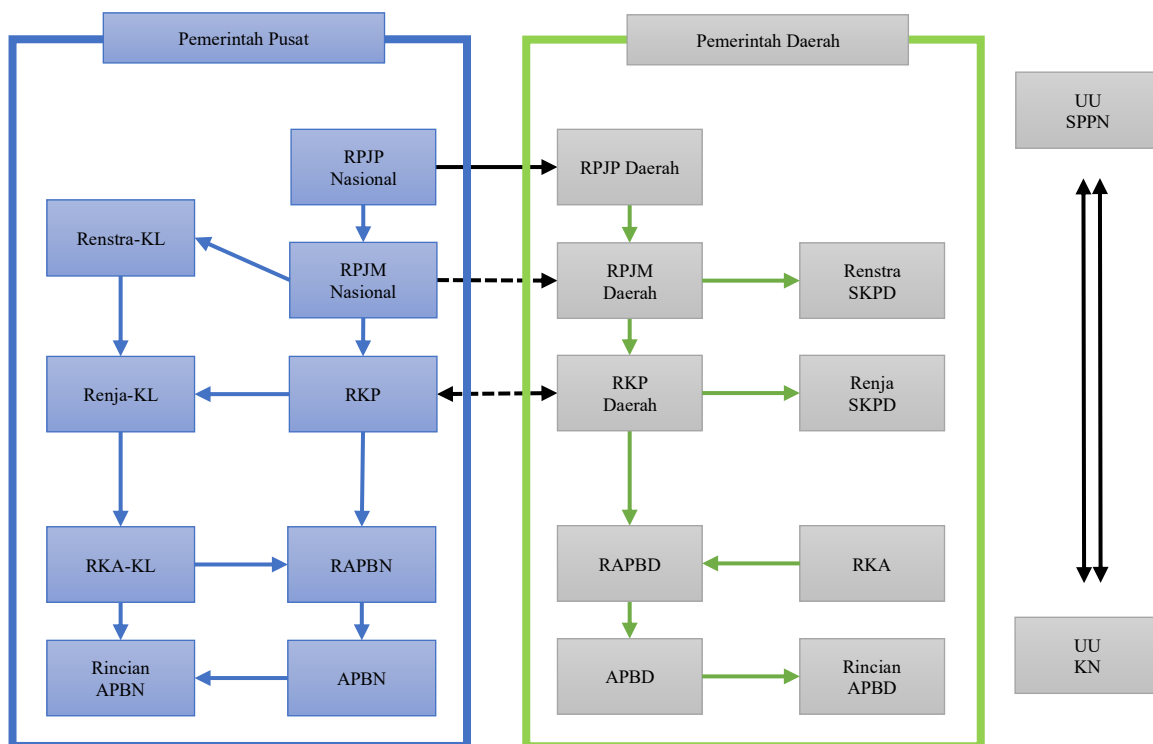 Pemerintah Pusat
Pemerintah Daerah
UU
SPPN
RPJP
Nasional
RPJP Daerah
Renstra-KL
RPJM
Nasional
RPJM
Daerah
Renstra
SKPD
Renja-KL
RKP
RKP
Daerah
Renja
SKPD
RKA-KL
RAPBN
RAPBD
RKA
Rincian
APBN
APBN
APBD
Rincian
APBD
UU
KN